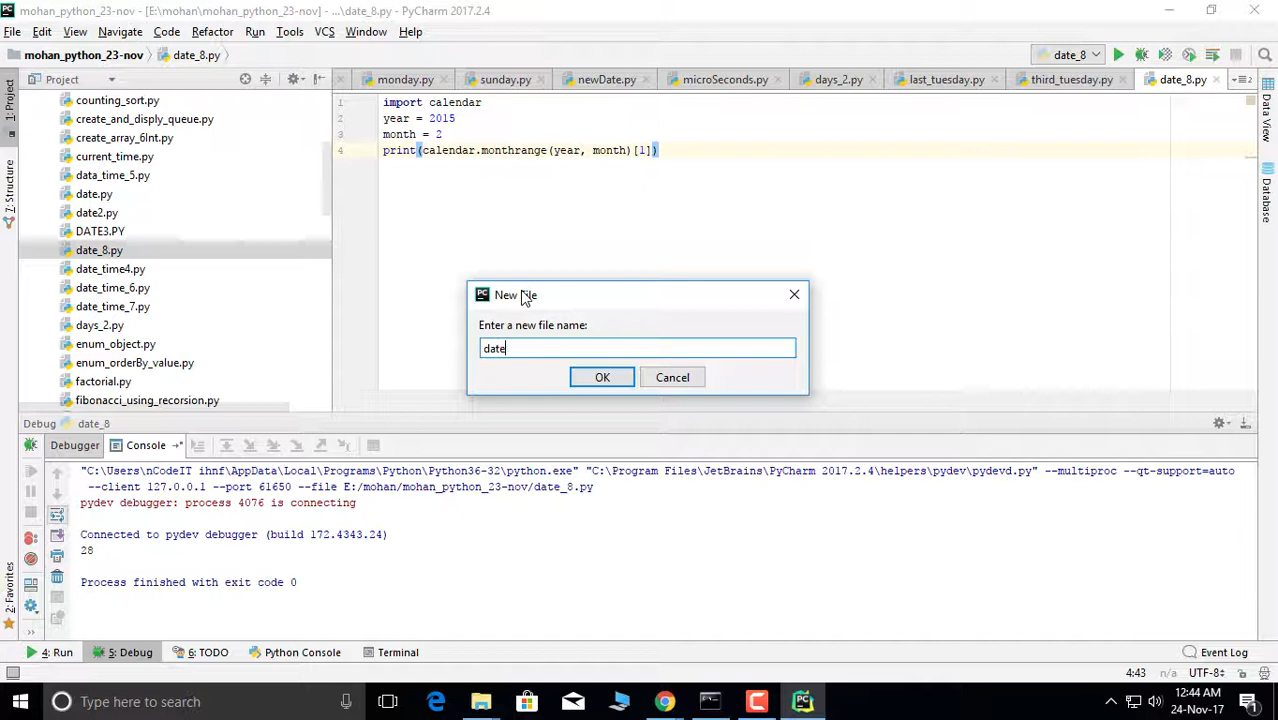 mohan_python_23-nov - [E:\mohan\mohan_python_23-nov] - ...\date_8.py - PyCharm 2017.2.4
File Edit View Navigate Code Refactor Run Tools VCS Window Help
mohan_python_23-nov date_8.py date_8
Project monday.py sunday.py newDate.py microSeconds.py days_2.py last_tuesday.py third_tuesday.py date_8.py
1: Project
7: Structure
2: Favorites
Data View
Database
counting_sort.py
create_and_disply_queue.py
create_array_6Int.py
current_time.py
data_time_5.py
date.py
date2.py
DATE3.PY
date_8.py
date_time4.py
date_time_6.py
date_time_7.py
days_2.py
enum_object.py
enum_orderBy_value.py
factorial.py
fibonacci_using_recorsion.py
1 import calendar
2 year = 2015
3 month = 2
4 print(calendar.monthrange(year, month)[1])
New File
Enter a new file name:
date
OK Cancel
Debug date_8
Debugger Console
"C:\Users\nCodeIT ihnf\AppData\Local\Programs\Python\Python36-32\python.exe" "C:\Program Files\JetBrains\PyCharm 2017.2.4\helpers\pydev\pydevd.py" --multiproc --qt-support=auto
--client 127.0.0.1 --port 61650 --file E:/mohan/mohan_python_23-nov/date_8.py
pydev debugger: process 4076 is connecting
Connected to pydev debugger (build 172.4343.24)
28
Process finished with exit code 0
4: Run 5: Debug 6: TODO Python Console Terminal Event Log
4:43 n/a UTF-8
Type here to search
12:44 AM
24-Nov-17